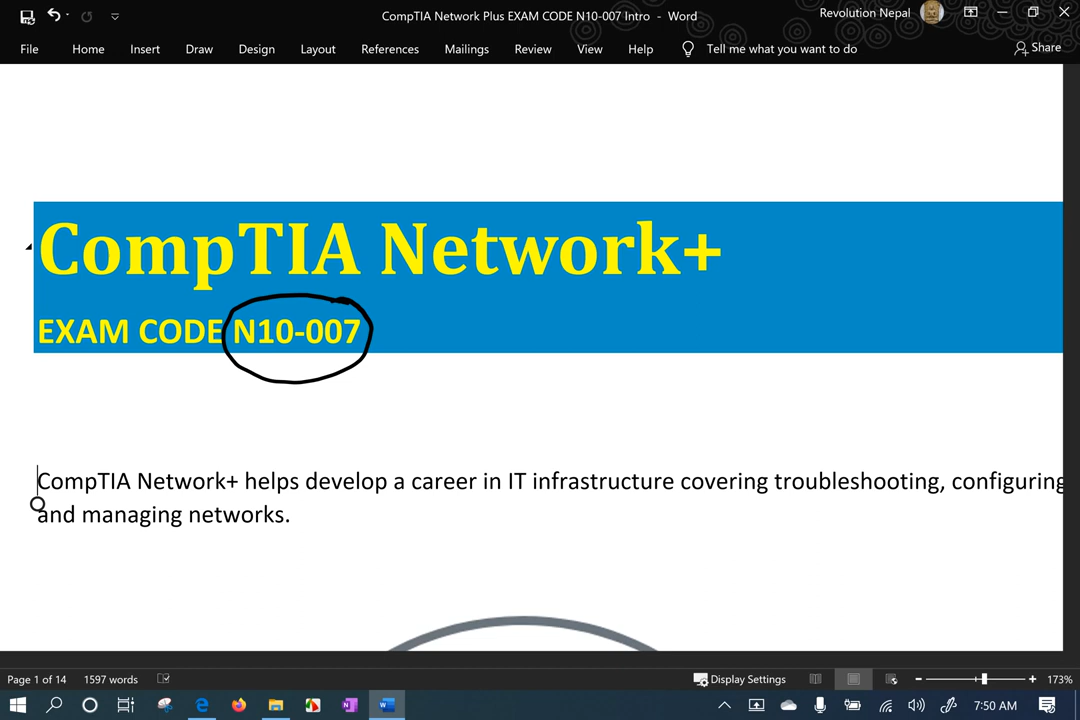 CompTIA Network Plus EXAM CODE N10-007 Intro - Word
Revolution Nepal
File Home Insert Draw Design Layout References Mailings Review View Help Tell me what you want to do Share
CompTIA Network+
EXAM CODE N10-007
CompTIA Network+ helps develop a career in IT infrastructure covering troubleshooting, configuring
and managing networks.
Page 1 of 14 1597 words Display Settings 173%
7:50 AM